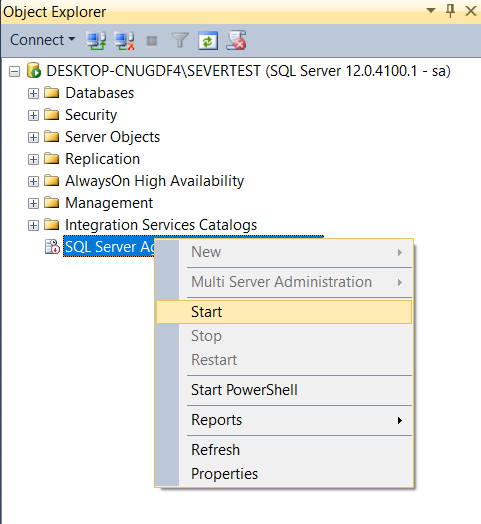 Object Explorer
Connect
DESKTOP-CNUGDF4\SEVERTEST (SQL Server 12.0.4100.1 - sa)
Databases
Security
Server Objects
Replication
AlwaysOn High Availability
Management
Integration Services Catalogs
SQL Server
New
Multi Server Administration
Start
Stop
Restart
Start PowerShell
Reports
Refresh
Properties